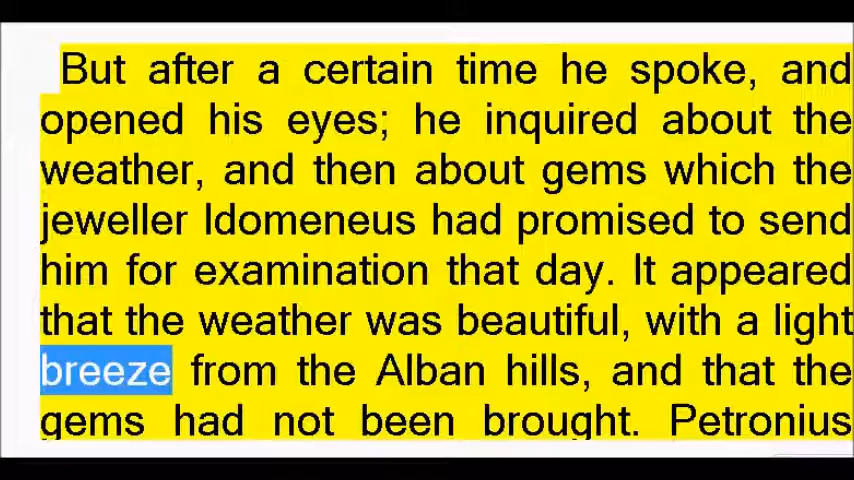 But after a certain time he spoke, and
opened his eyes; he inquired about the
weather, and then about gems which the
jeweller Idomeneus had promised to send
him for examination that day. It appeared
that the weather was beautiful, with a light
breeze from the Alban hills, and that the
gems had not been brought. Petronius